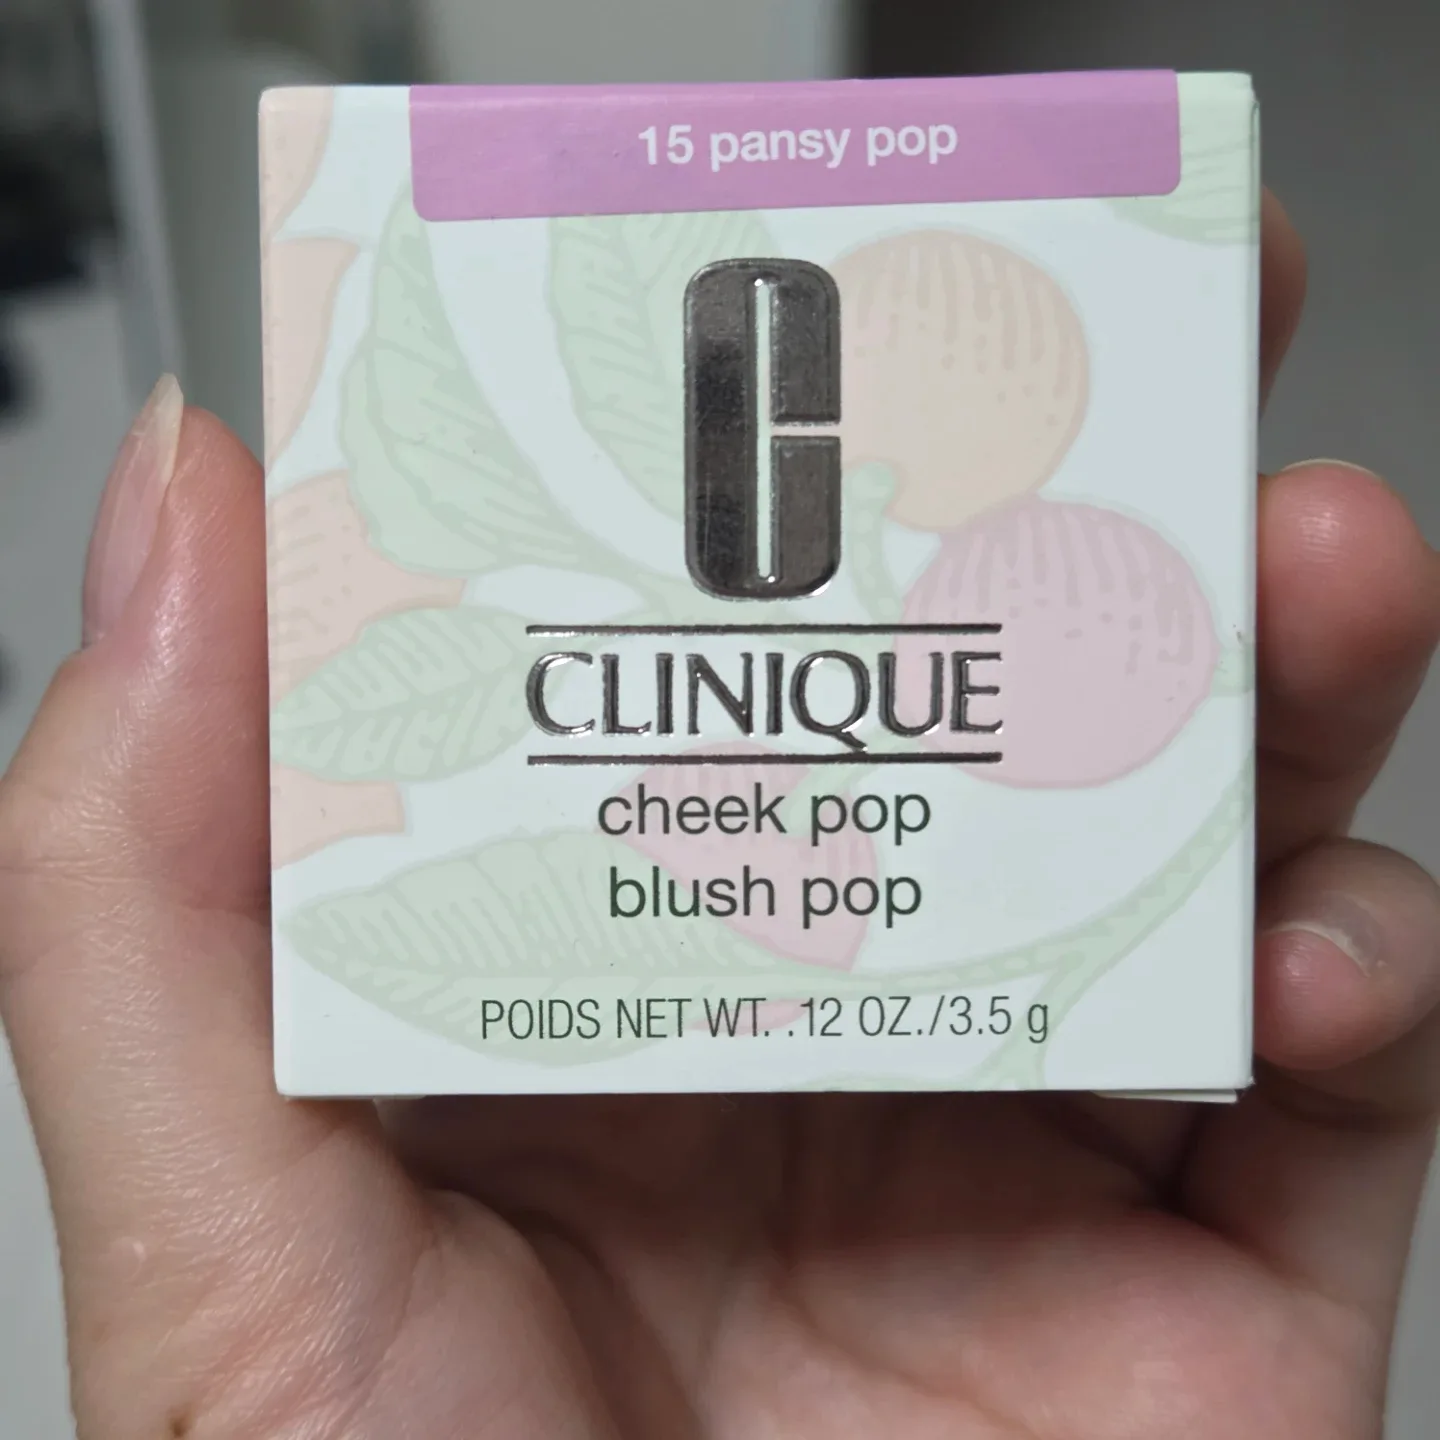 15 pansy pop
CLINIQUE
cheek pop
blush pop
POIDS NET WT. .12 OZ./3.5 g